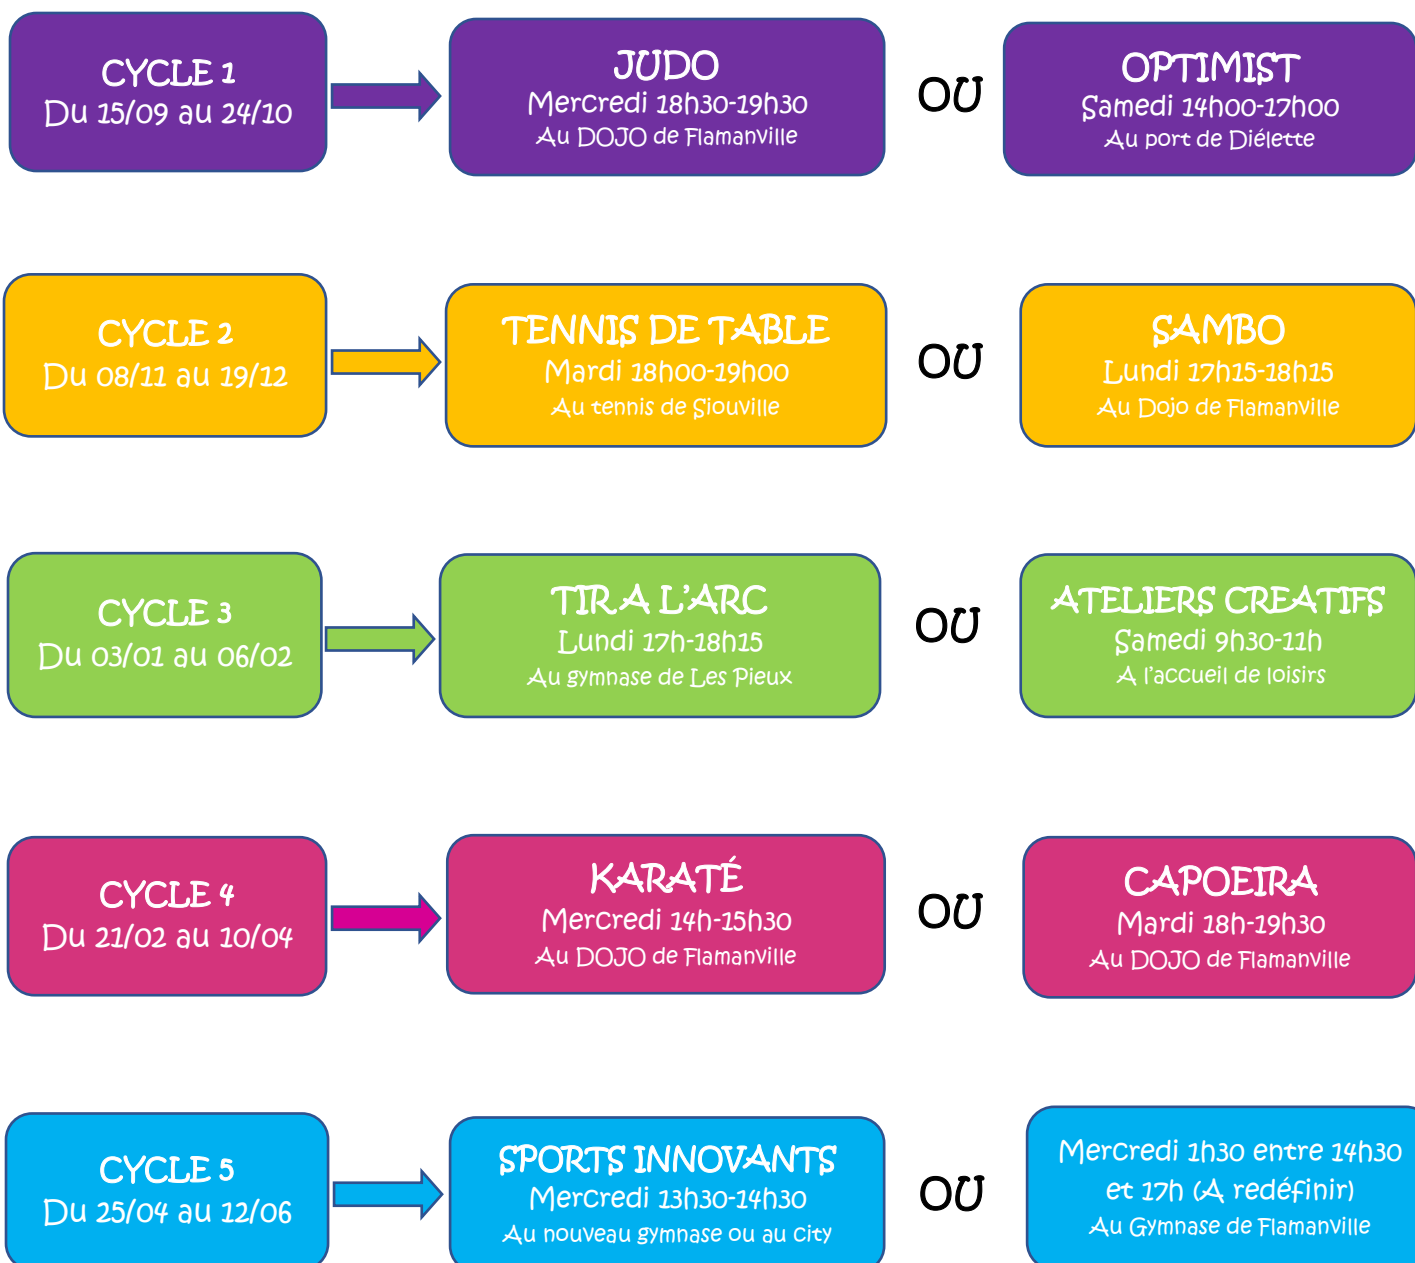 CYCLE 1
Du 15/09 au 24/10
JUDO
Mercredi 18h30-19h30
Au DOJO de Flamanville
OU
OPTIMIST
Samedi 14h00-17h00
Au port de Diélette
CYCLE 2
Du 08/11 au 19/12
TENNIS DE TABLE
Mardi 18h00-19h00
Au tennis de Siouville
OU
SAMBO
Lundi 17h15-18h15
Au Dojo de Flamanville
CYCLE 3
Du 03/01 au 06/02
TIR A L'ARC
Lundi 17h-18h15
Au gymnase de Les Pieux
OU
ATELIERS CREATIFS
Samedi 9h30-11h
A l'accueil de loisirs
CYCLE 4
Du 21/02 au 10/04
KARATÉ
Mercredi 14h-15h30
Au DOJO de Flamanville
OU
CAPOEIRA
Mardi 18h-19h30
Au DOJO de Flamanville
CYCLE 5
Du 25/04 au 12/06
SPORTS INNOVANTS
Mercredi 13h30-14h30
Au nouveau gymnase ou au city
OU
Mercredi 1h30 entre 14h30
et 17h (A redéfinir)
Au Gymnase de Flamanville